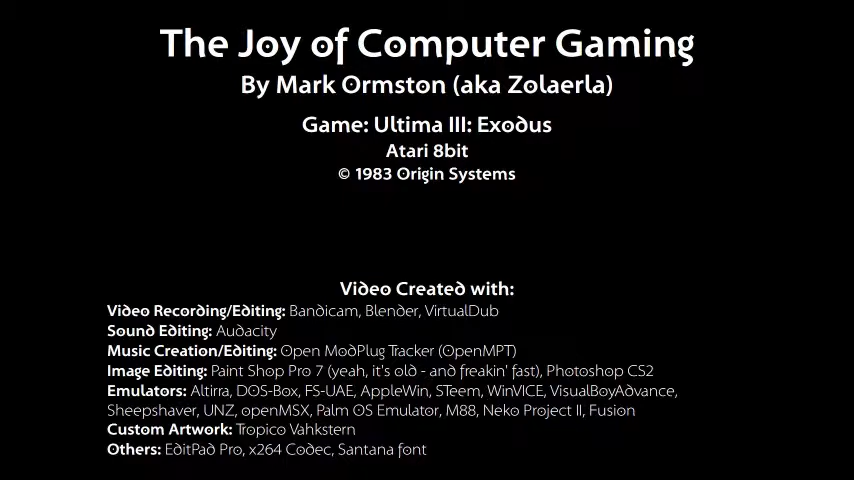 The Joy of Computer Gaming
By Mark Ormston (aka Zolaerla)
Game: Ultima III: Exodus
Atari 8bit
© 1983 Origin Systems
Video Created with:
Video Recording/Editing: Bandicam, Blender, VirtualDub
Sound Editing: Audacity
Music Creation/Editing: Open ModPlug Tracker (OpenMPT)
Image Editing: Paint Shop Pro 7 (yeah, it's old - and freakin' fast), Photoshop CS2
Emulators: Altirra, DOS-Box, FS-UAE, AppleWin, STeem, WinVICE, VisualBoyAdvance,
Sheepshaver, UNZ, openMSX, Palm OS Emulator, M88, Neko Project II, Fusion
Custom Artwork: Tropico Vahkstern
Others: EditPad Pro, x264 Codec, Santana font